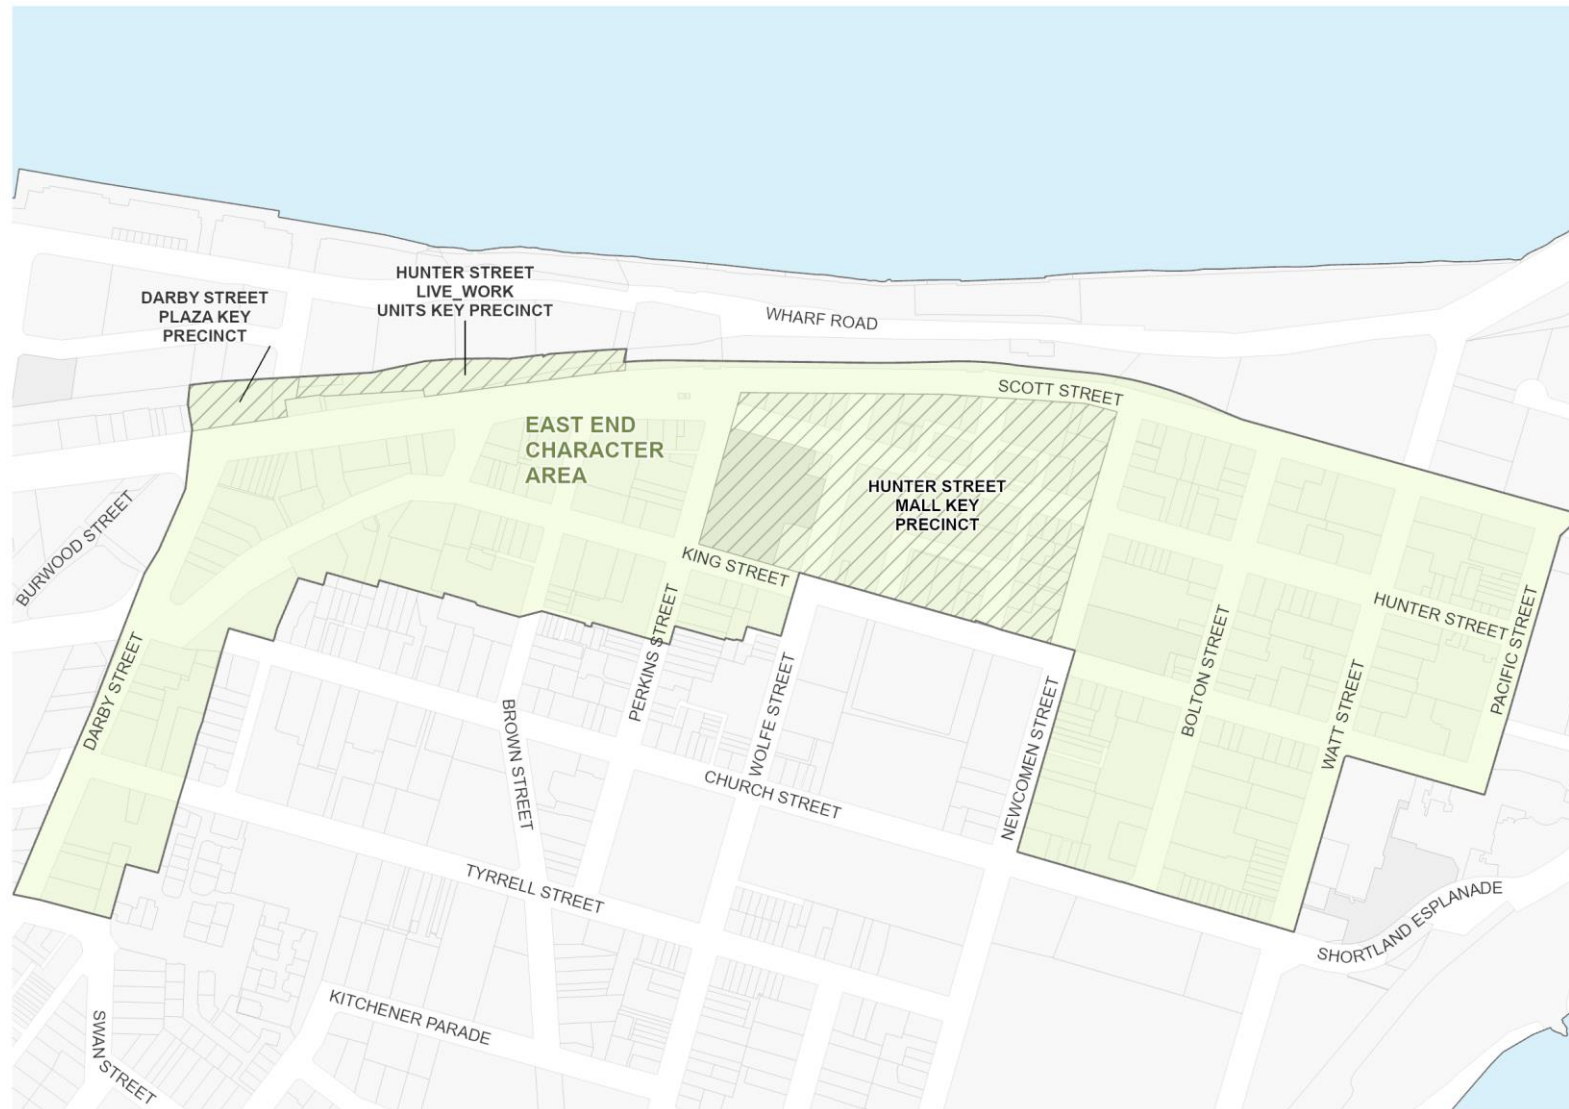 HUNTER STREET
LIVE_WORK
UNITS KEY PRECINCT
DARBY STREET
PLAZA KEY
PRECINCT
WHARF ROAD
SCOTT STREET
EAST END
CHARACTER
AREA
HUNTER STREET
MALL KEY
PRECINCT
BURWOOD STREET
KING STREET
HUNTER STREET
DARBY STREET
PERKINS STREET
BOLTON STREET
PACIFIC STREET
WOLFE STREET
WATT STREET
BROWN STREET
NEWCOMEN STREET
CHURCH STREET
TYRRELL STREET
SHORTLAND ESPLANADE
KITCHENER PARADE
SWAN STREET